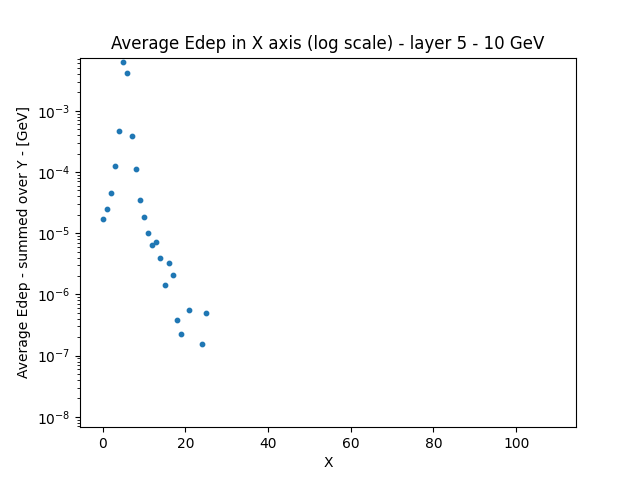 Average Edep in X axis (log scale) - layer 5 - 10 GeV
Average Edep - summed over Y - [GeV]
10⁻³
10⁻⁴
10⁻⁵
10⁻⁶
10⁻⁷
10⁻⁸
0 20 40 60 80 100
X